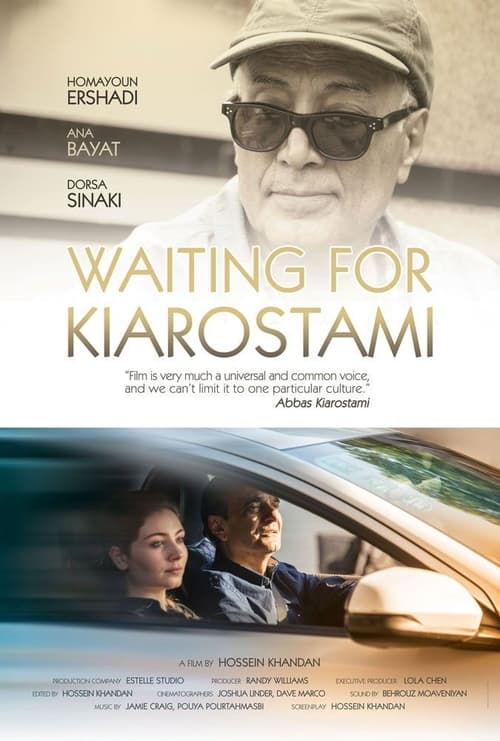 HOMAYOUN
ERSHADI
ANA
BAYAT
DORSA
SINAKI
WAITING FOR
KIAROSTAMI
"Film is very much a universal and common voice,
and we can't limit it to one particular culture."
Abbas Kiarostami
A FILM BY HOSSEIN KHANDAN
PRODUCTION COMPANY ESTELLE STUDIO PRODUCER RANDY WILLIAMS EXECUTIVE PRODUCER LOLA CHEN
EDITED BY HOSSEIN KHANDAN CINEMATOGRAPHERS JOSHUA LINDER, DAVE MARCO SOUND BY BEHROUZ MOAVENIYAN
MUSIC BY JAMIE CRAIG, POUYA POURTAHMASBI SCREENPLAY HOSSEIN KHANDAN